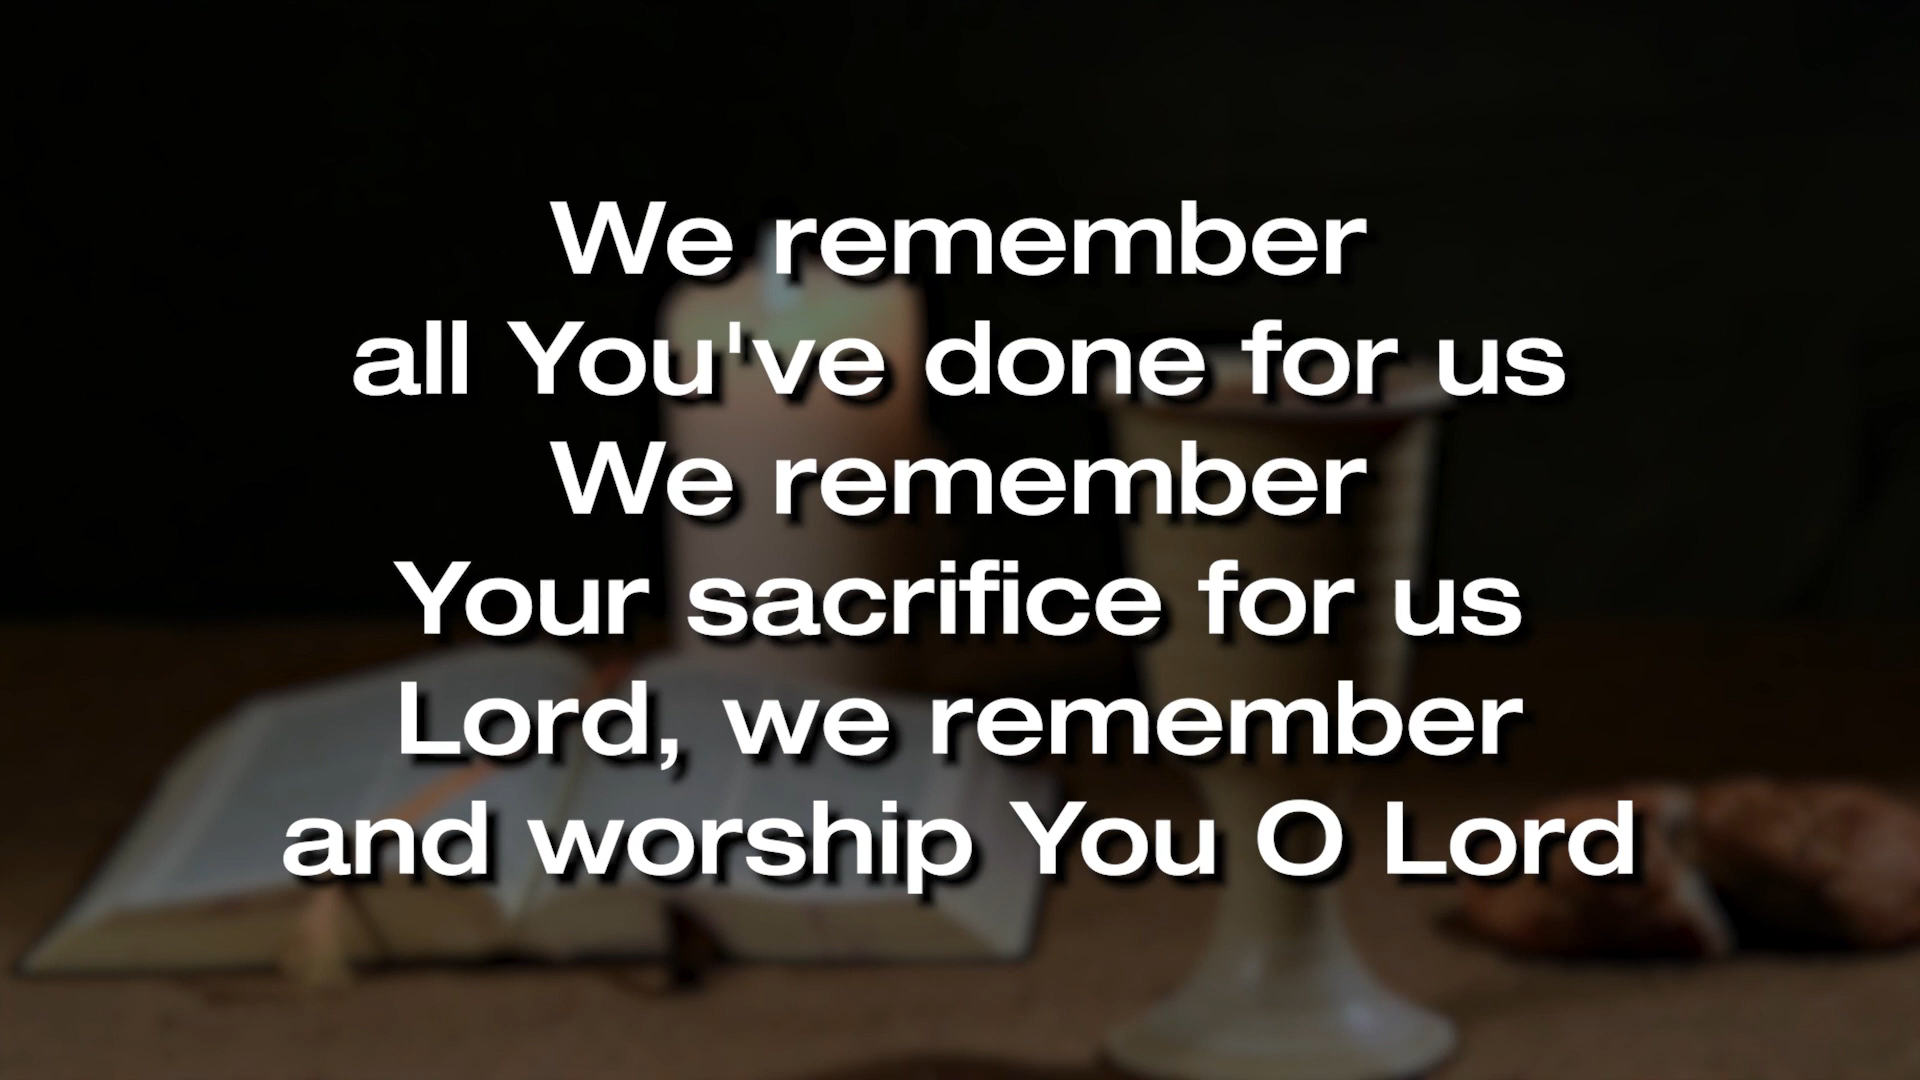 We remember
all You've done for us
We remember
Your sacrifice for us
Lord, we remember
and worship You O Lord